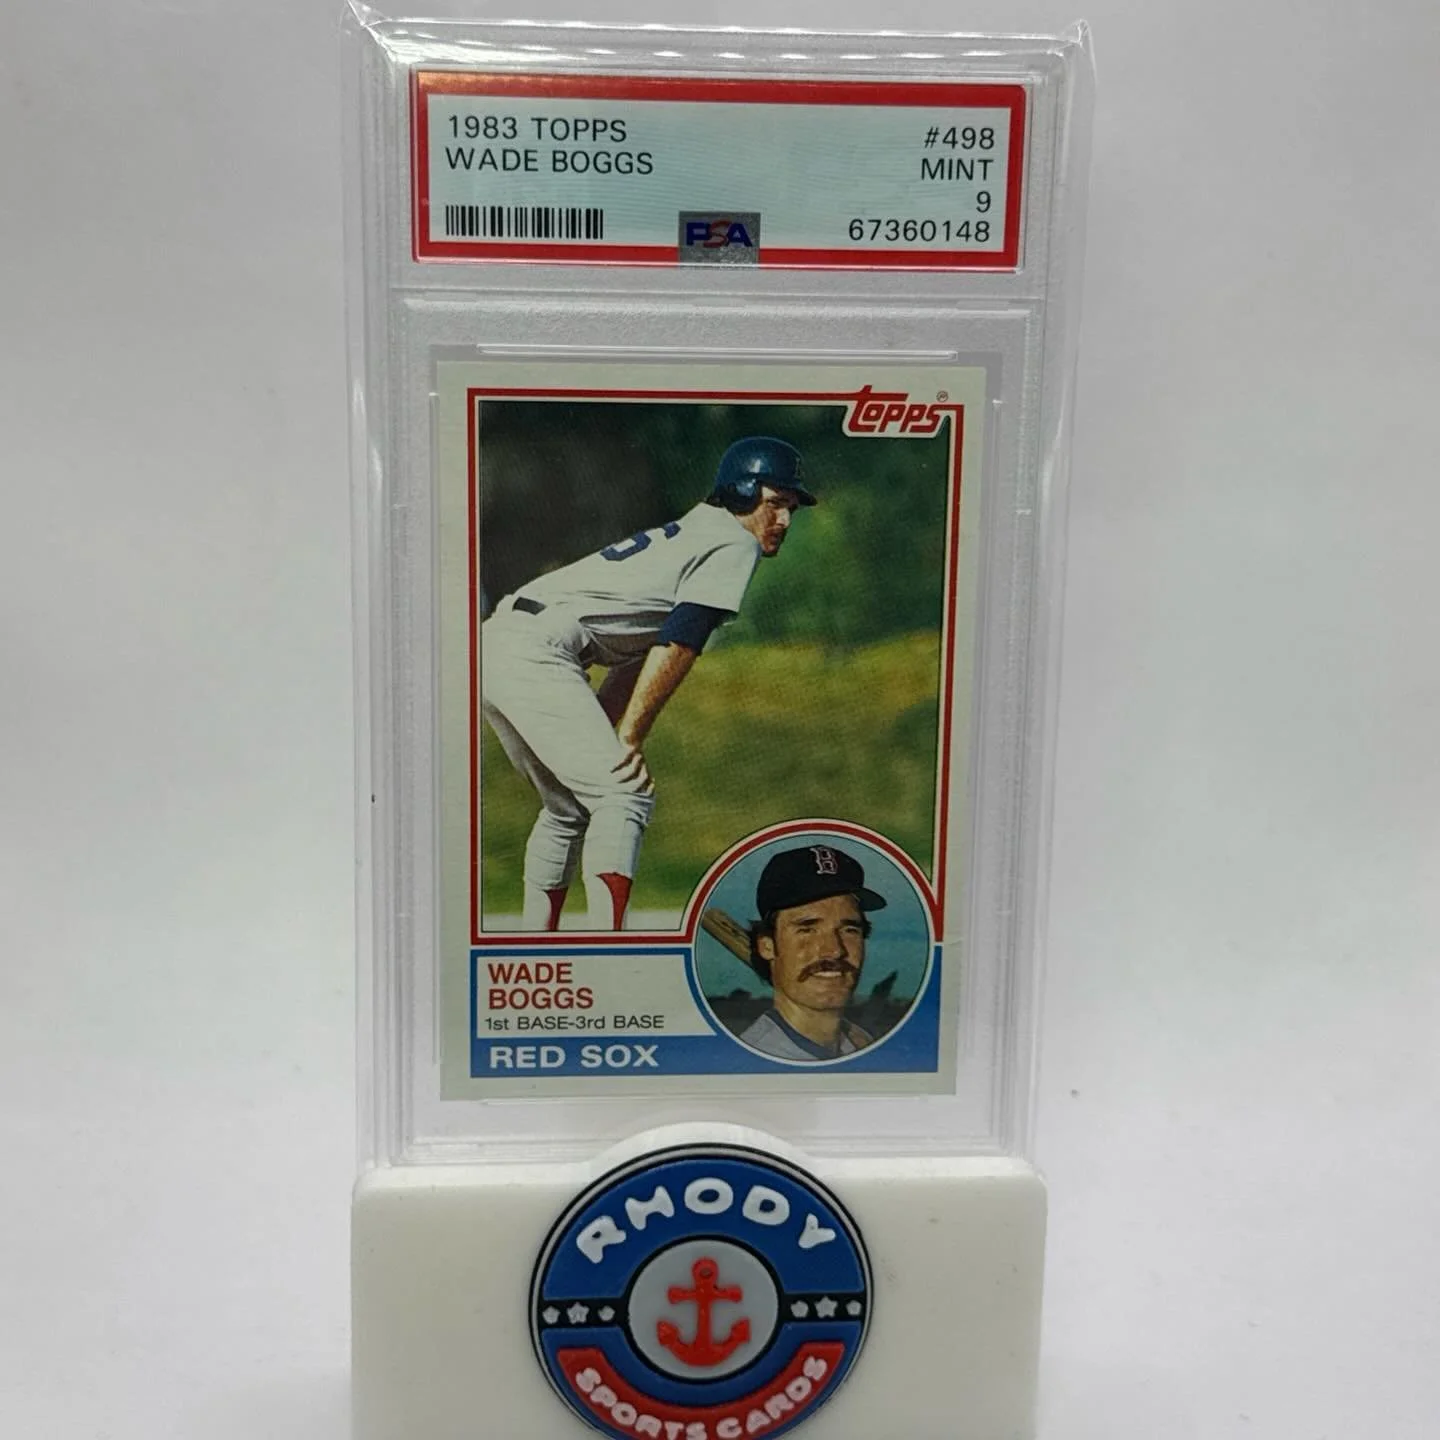 1983 TOPPS #498
WADE BOGGS MINT
9
PSA 67360148
topps®
6
B
WADE
BOGGS
1st BASE-3rd BASE
RED SOX
RHODY
SPORTS CARDS